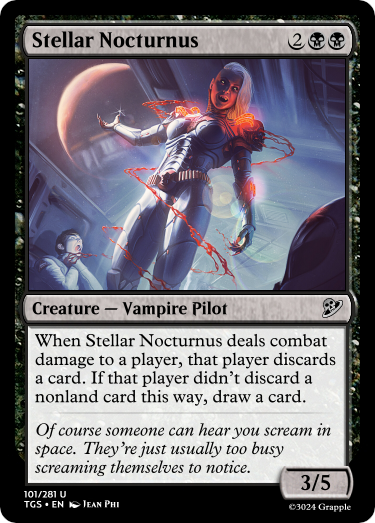 Stellar Nocturnus 2
Creature — Vampire Pilot
When Stellar Nocturnus deals combat
damage to a player, that player discards
a card. If that player didn't discard a
nonland card this way, draw a card.
Of course someone can hear you scream in
space. They're just usually too busy
screaming themselves to notice.
3/5
101/281 U
TGS • EN Jean Phi
©3024 Grapple